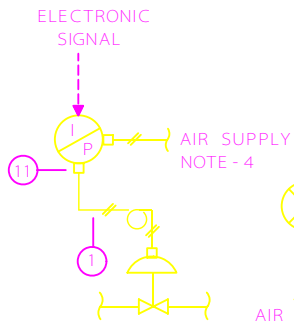 ELECTRONIC
SIGNAL
I
P
AIR SUPPLY
NOTE - 4
11
1
AIR